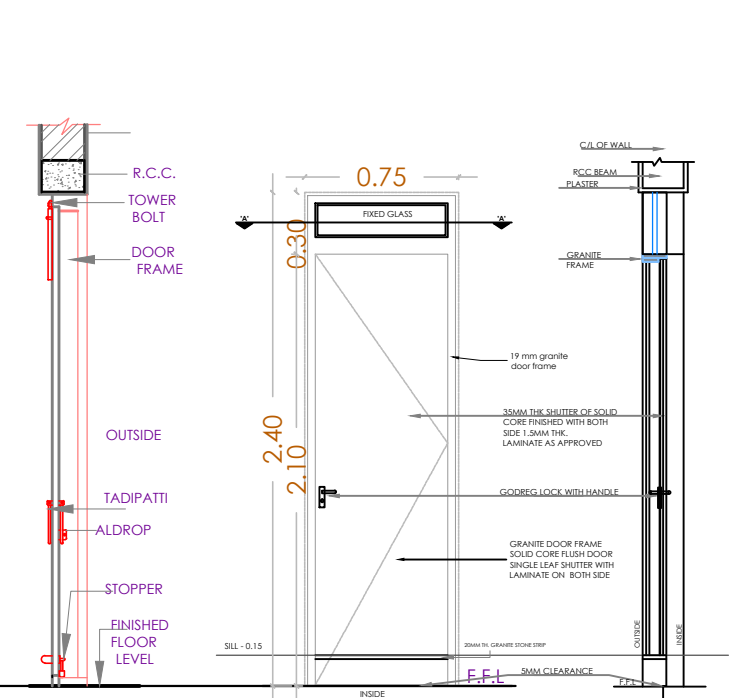 C/L OF WALL
R.C.C.
RCC BEAM
PLASTER
0.75
TOWER
BOLT
FIXED GLASS
"A"
"A"
0.30
DOOR
FRAME
GRANITE
FRAME
19 mm granite
door frame
35MM THK SHUTTER OF SOLID
CORE FINISHED WITH BOTH
SIDE 1.5MM THK.
LAMINATE AS APPROVED
OUTSIDE
2.40
2.10
TADIPATTI
GODREG LOCK WITH HANDLE
ALDROP
GRANITE DOOR FRAME
SOLID CORE FLUSH DOOR
SINGLE LEAF SHUTTER WITH
LAMINATE ON BOTH SIDE
STOPPER
FINISHED
FLOOR
LEVEL
OUTSIDE
INSIDE
SILL - 0.15
20MM TH. GRANITE STONE STRIP
F.F.L
5MM CLEARANCE
F.F.L
INSIDE